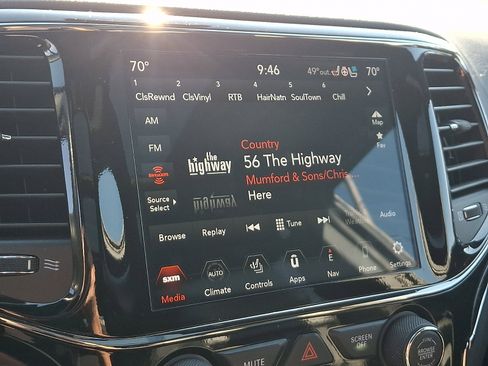 70°
9:46
49°out
70°
1 2 3 4 5 6
ClsRewnd ClsVinyl RTB HairNatn SoulTown Chill
AM
FM
SiriusXM
Source Select
the highway
Country
56 The Highway
Mumford & Sons/Chris ...
Here
Map
Fav
Browse Replay Tune Audio
sxm
Media
AUTO
Climate
Controls
Apps
E
Nav
Phone
Settings
MUTE
SCREEN OFF
BROWSE
ENTER